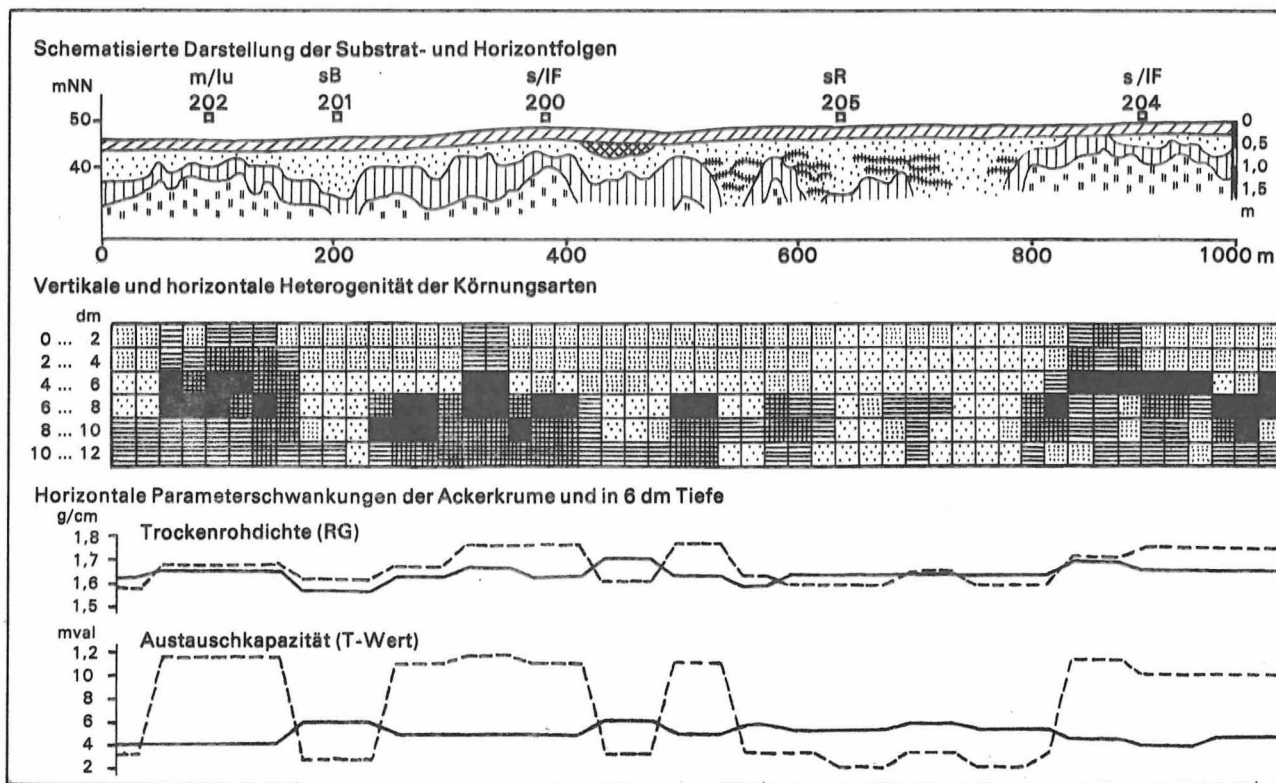 Schematisierte Darstellung der Substrat- und Horizontfolgen
m/lu sB s/lF sR s/lF
mNN 202 201 200 205 204
50 0
0,5
40 1,0
1,5
m
0 200 400 600 800 1000 m
Vertikale und horizontale Heterogenität der Körnungsarten
dm
0 ... 2
2 ... 4
4 ... 6
6 ... 8
8 ... 10
10 ... 12
Horizontale Parameterschwankungen der Ackerkrume und in 6 dm Tiefe
g/cm
Trockenrohdichte (RG)
1,8
1,7
1,6
1,5
mval
Austauschkapazität (T-Wert)
1,2
10
8
6
4
2